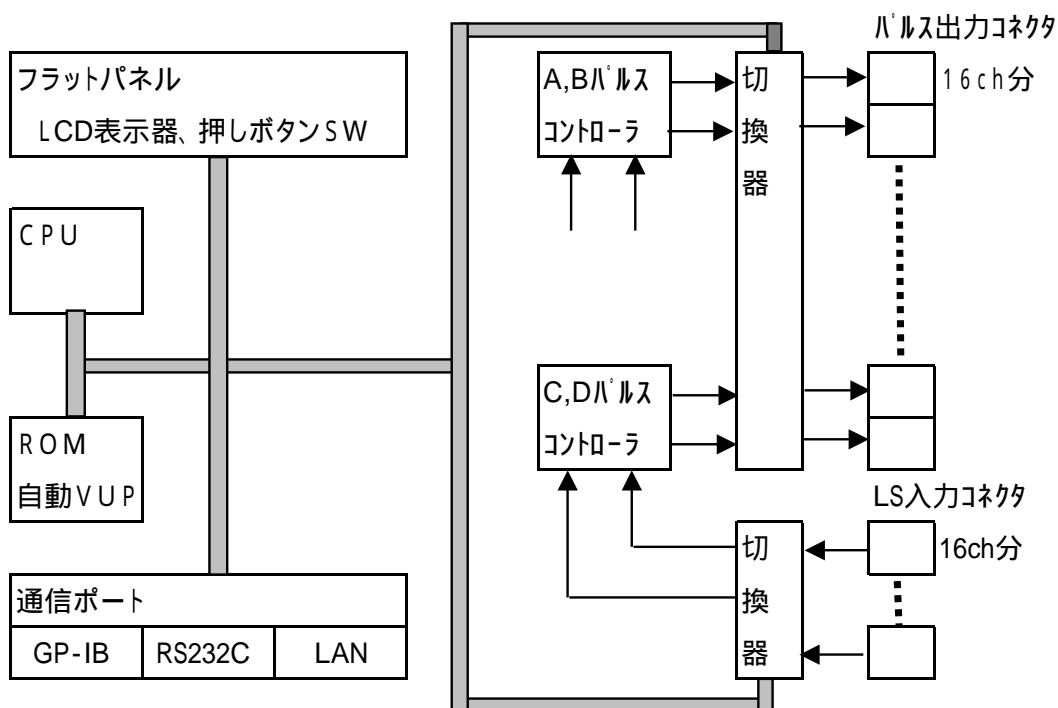 パルス出力コネクタ
16ch分
フラットパネル
LCD表示器、押しボタンSW
A,Bパルス
コントローラ
切
換
器
CPU
C,Dパルス
コントローラ
ROM
自動VUP
LS入力コネクタ
16ch分
切
換
器
通信ポート
GP-IB
RS232C
LAN